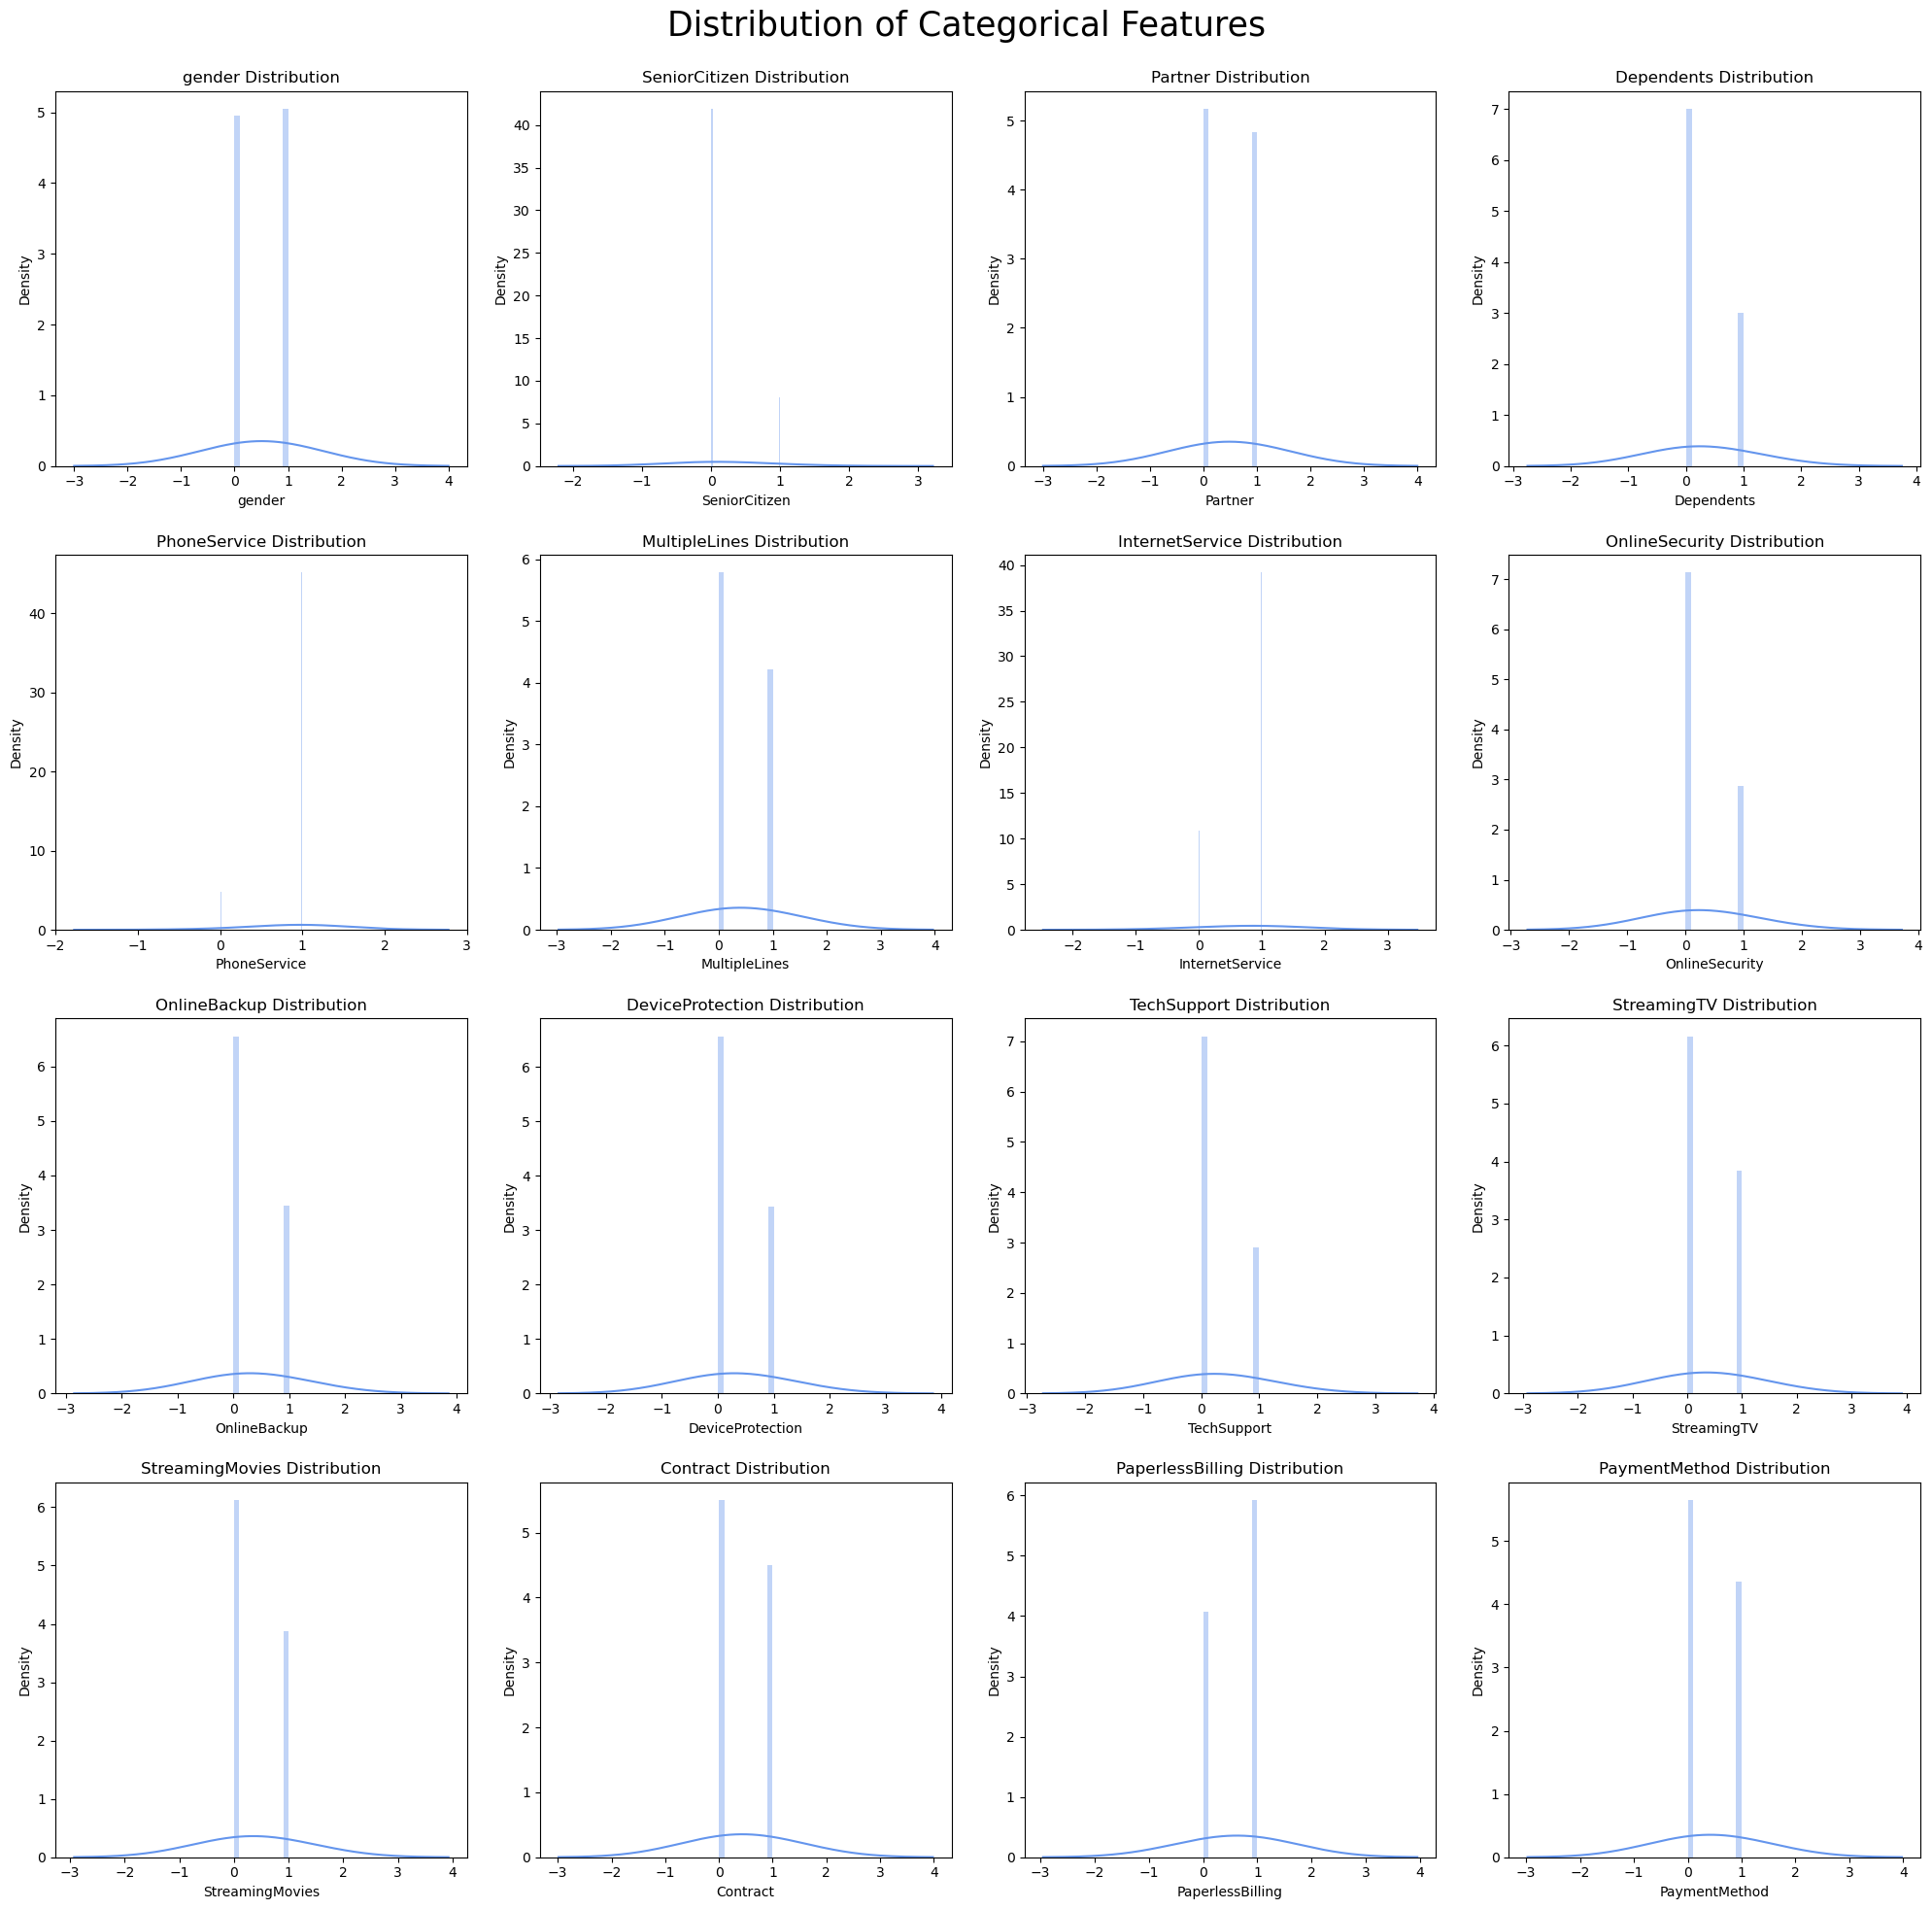 Distribution of Categorical Features
gender Distribution
5
4
3
2
1
0
Density
−3 −2 −1 0 1 2 3 4
gender
SeniorCitizen Distribution
40
35
30
25
20
15
10
5
0
Density
−2 −1 0 1 2 3
SeniorCitizen
Partner Distribution
5
4
3
2
1
0
Density
−3 −2 −1 0 1 2 3 4
Partner
Dependents Distribution
7
6
5
4
3
2
1
0
Density
−3 −2 −1 0 1 2 3 4
Dependents
PhoneService Distribution
40
30
20
10
0
Density
−2 −1 0 1 2 3
PhoneService
MultipleLines Distribution
6
5
4
3
2
1
0
Density
−3 −2 −1 0 1 2 3 4
MultipleLines
InternetService Distribution
40
35
30
25
20
15
10
5
0
Density
−2 −1 0 1 2 3
InternetService
OnlineSecurity Distribution
7
6
5
4
3
2
1
0
Density
−3 −2 −1 0 1 2 3 4
OnlineSecurity
OnlineBackup Distribution
6
5
4
3
2
1
0
Density
−3 −2 −1 0 1 2 3 4
OnlineBackup
DeviceProtection Distribution
6
5
4
3
2
1
0
Density
−3 −2 −1 0 1 2 3 4
DeviceProtection
TechSupport Distribution
7
6
5
4
3
2
1
0
Density
−3 −2 −1 0 1 2 3 4
TechSupport
StreamingTV Distribution
6
5
4
3
2
1
0
Density
−3 −2 −1 0 1 2 3 4
StreamingTV
StreamingMovies Distribution
6
5
4
3
2
1
0
Density
−3 −2 −1 0 1 2 3 4
StreamingMovies
Contract Distribution
5
4
3
2
1
0
Density
−3 −2 −1 0 1 2 3 4
Contract
PaperlessBilling Distribution
6
5
4
3
2
1
0
Density
−3 −2 −1 0 1 2 3 4
PaperlessBilling
PaymentMethod Distribution
5
4
3
2
1
0
Density
−3 −2 −1 0 1 2 3 4
PaymentMethod